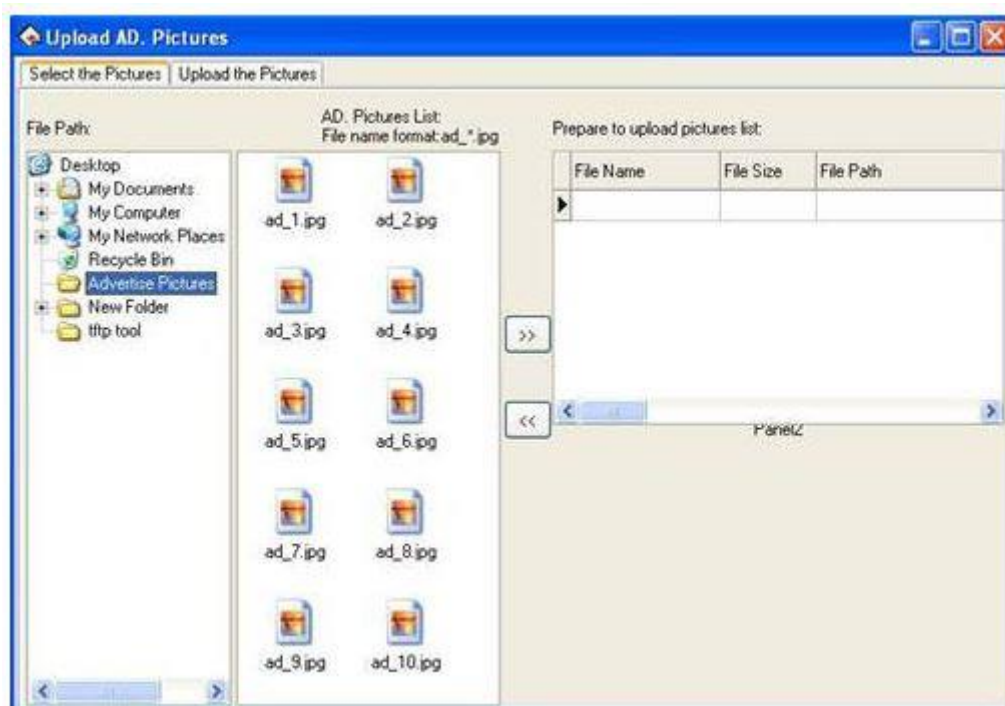 Upload AD. Pictures
Select the Pictures Upload the Pictures
File Path:
Desktop
My Documents
My Computer
My Network Places
Recycle Bin
Advertise Pictures
New Folder
tftp tool
AD. Pictures List:
File name format:ad_*.jpg
ad_1.jpg ad_2.jpg
ad_3.jpg ad_4.jpg
ad_5.jpg ad_6.jpg
ad_7.jpg ad_8.jpg
ad_9.jpg ad_10.jpg
>>
<<
Prepare to upload pictures list:
File Name File Size File Path
Panel2